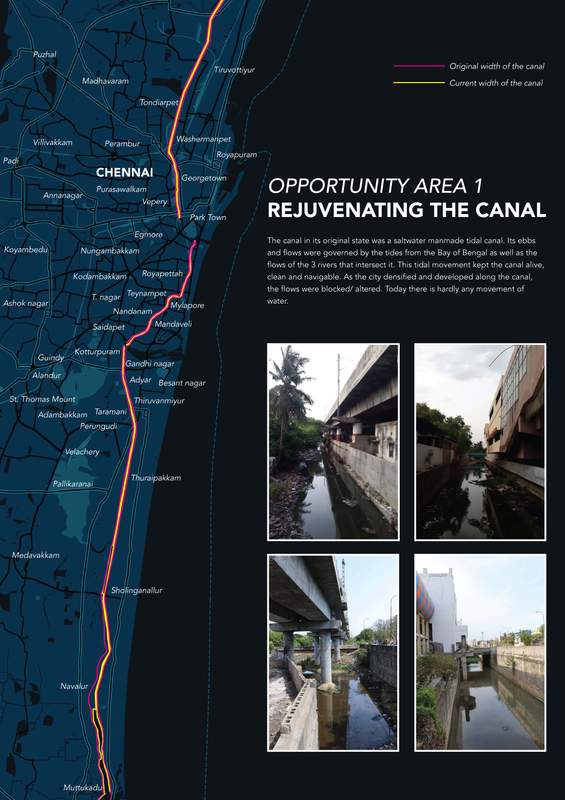 Puzhal
Tiruvottiyur
Original width of the canal
Madhavaram
Current width of the canal
Tondiarpet
Villivakkam
Perambur
Washermanpet
Royapuram
Padi
CHENNAI
Georgetown
Purasawalkam
Annanagar
Vepery
Park Town
OPPORTUNITY AREA 1
REJUVENATING THE CANAL
Egmore
Koyambedu
Nungambakkam
The canal in its original state was a saltwater manmade tidal canal. Its ebbs
and flows were governed by the tides from the Bay of Bengal as well as the
flows of the 3 rivers that intersect it. This tidal movement kept the canal alive,
clean and navigable. As the city densified and developed along the canal,
the flows were blocked/ altered. Today there is hardly any movement of
water.
Kodambakkam
Royapettah
T. nagar
Teynampet
Ashok nagar
Mylapore
Nandanam
Saidapet
Mandaveli
Kotturpuram
Guindy
Gandhi nagar
Alandur
Adyar
Besant nagar
St. Thomas Mount
Thiruvanmiyur
Adambakkam
Taramani
Perungudi
Velachery
Thuraipakkam
Pallikaranai
Medavakkam
Sholinganallur
Navalur
Muttukadu